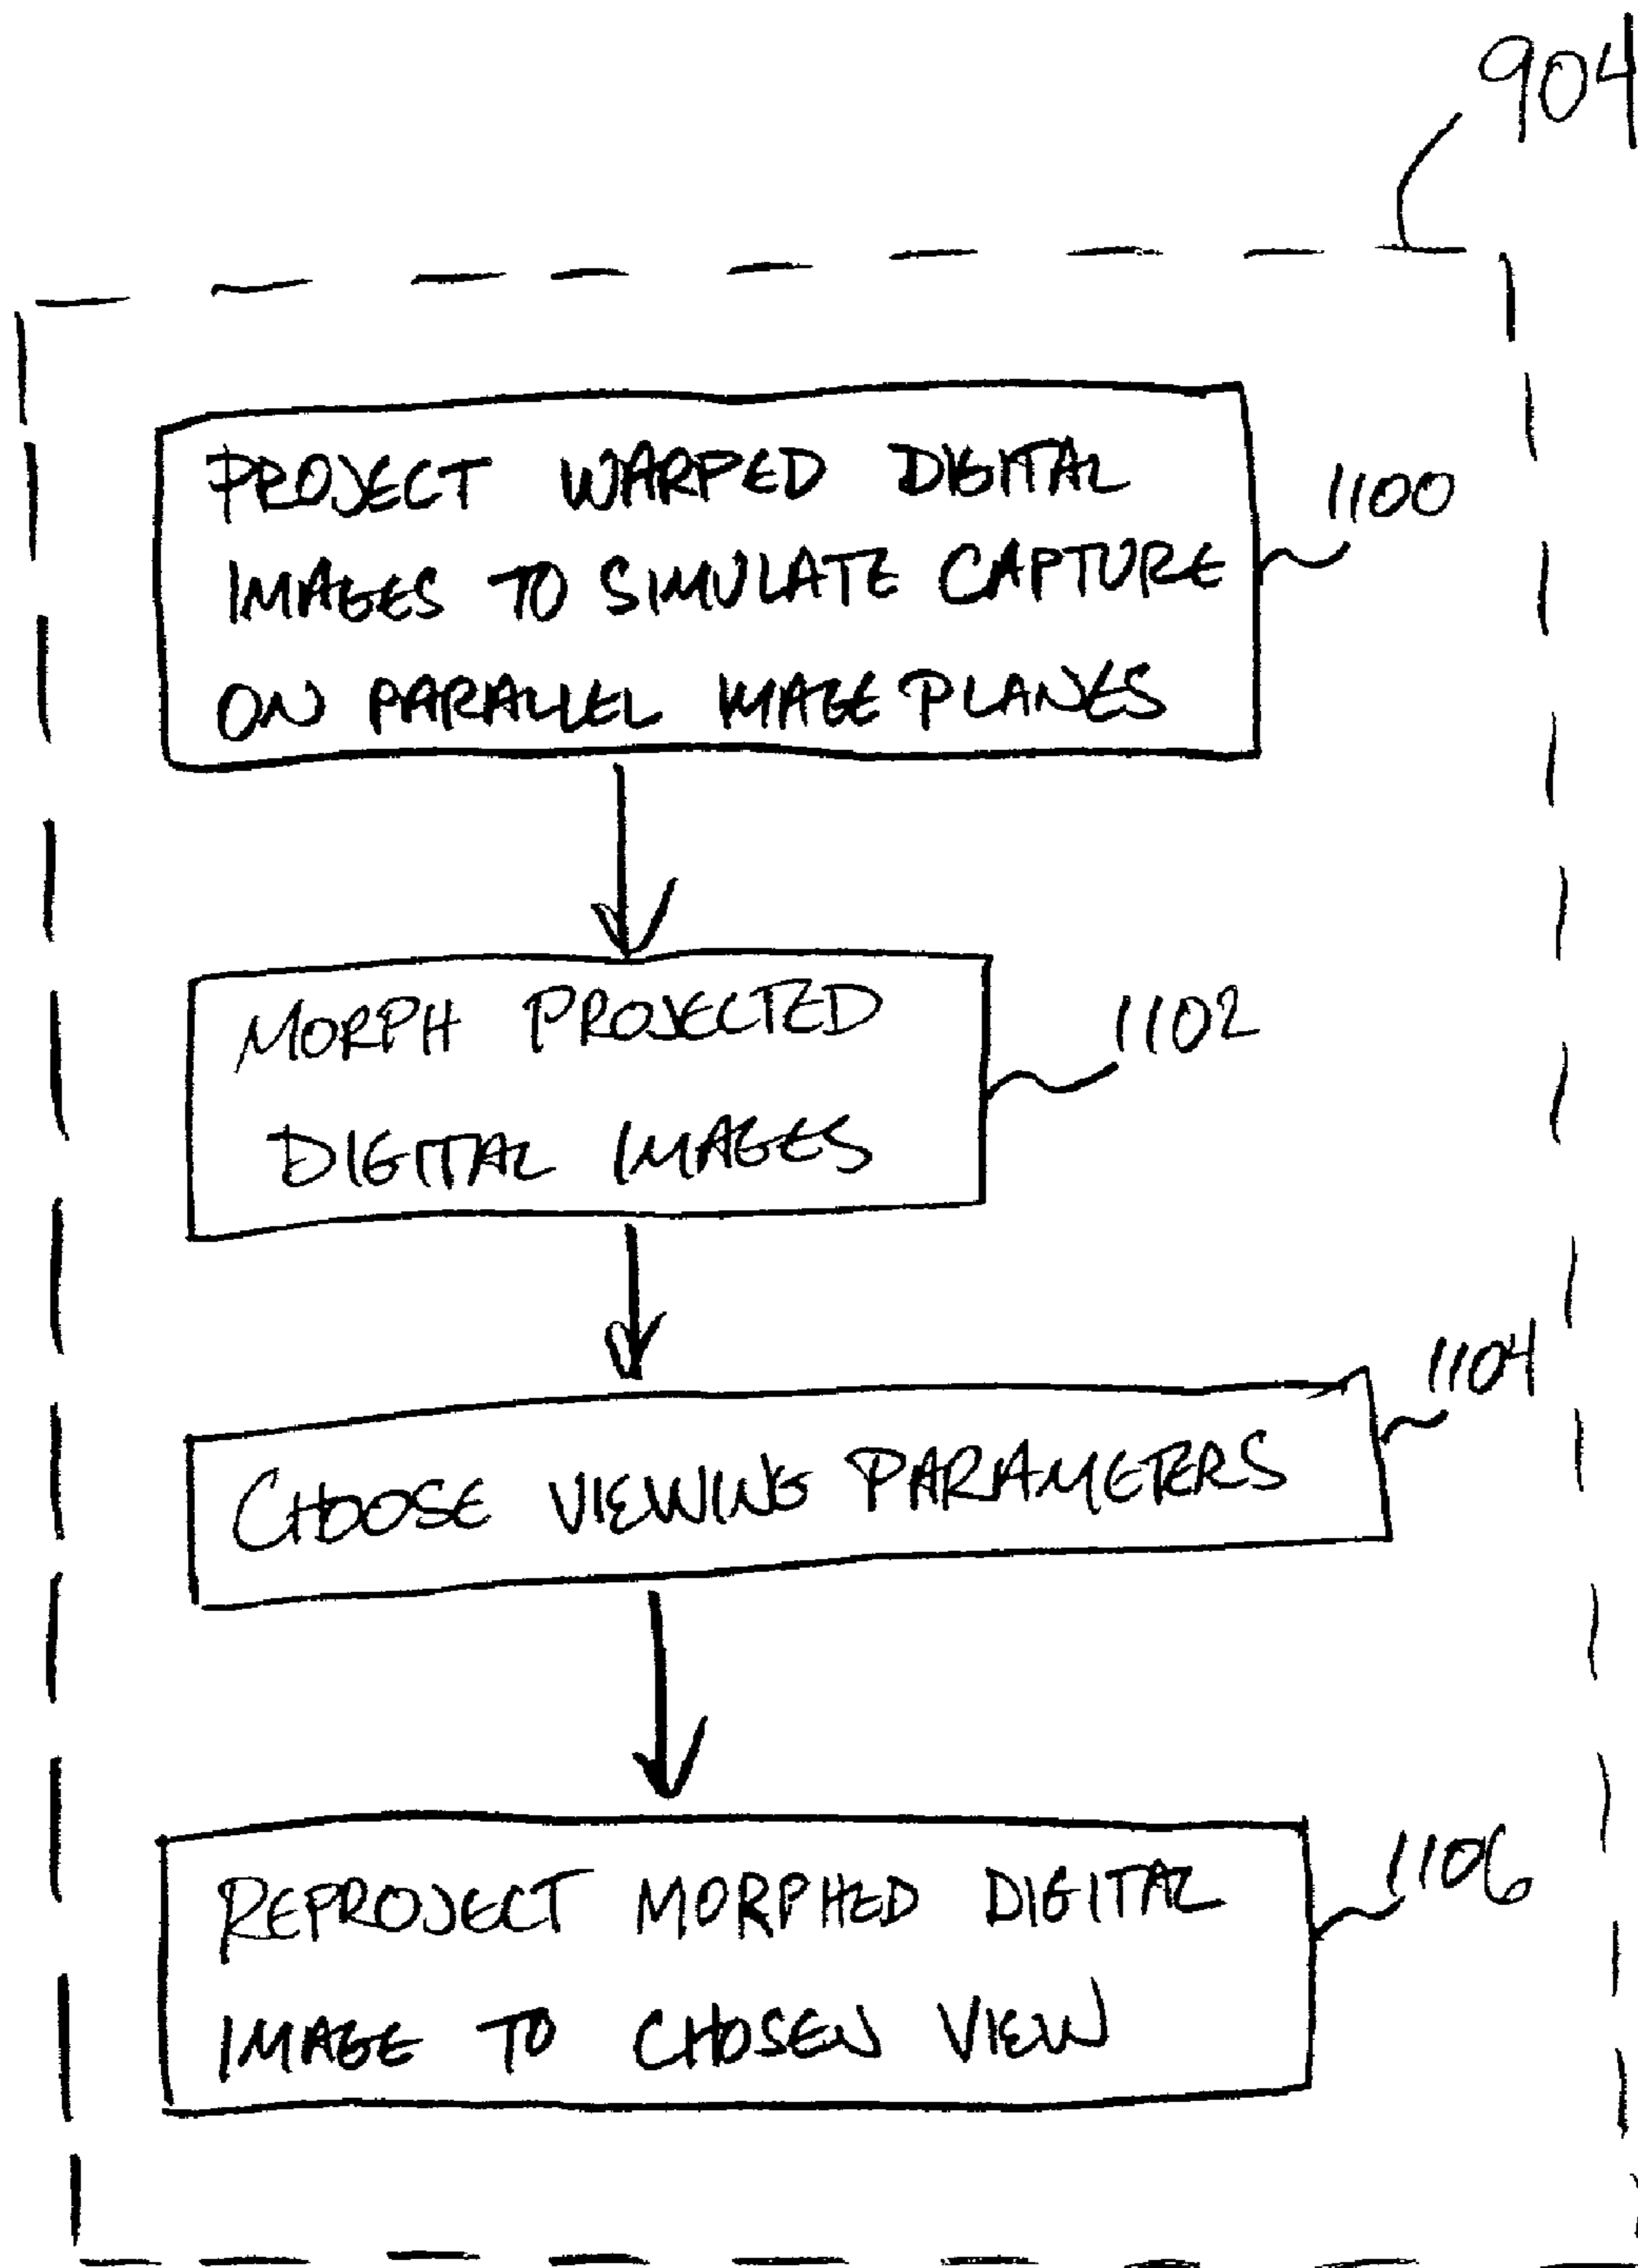 904
PROJECT WARPED DIGITAL
IMAGES TO SIMULATE CAPTURE
ON PARALLEL IMAGE PLANES
1100
MORPH PROJECTED
DIGITAL IMAGES
1102
CHOOSE VIEWING PARAMETERS
1104
REPROJECT MORPHED DIGITAL
IMAGE TO CHOSEN VIEW
1106